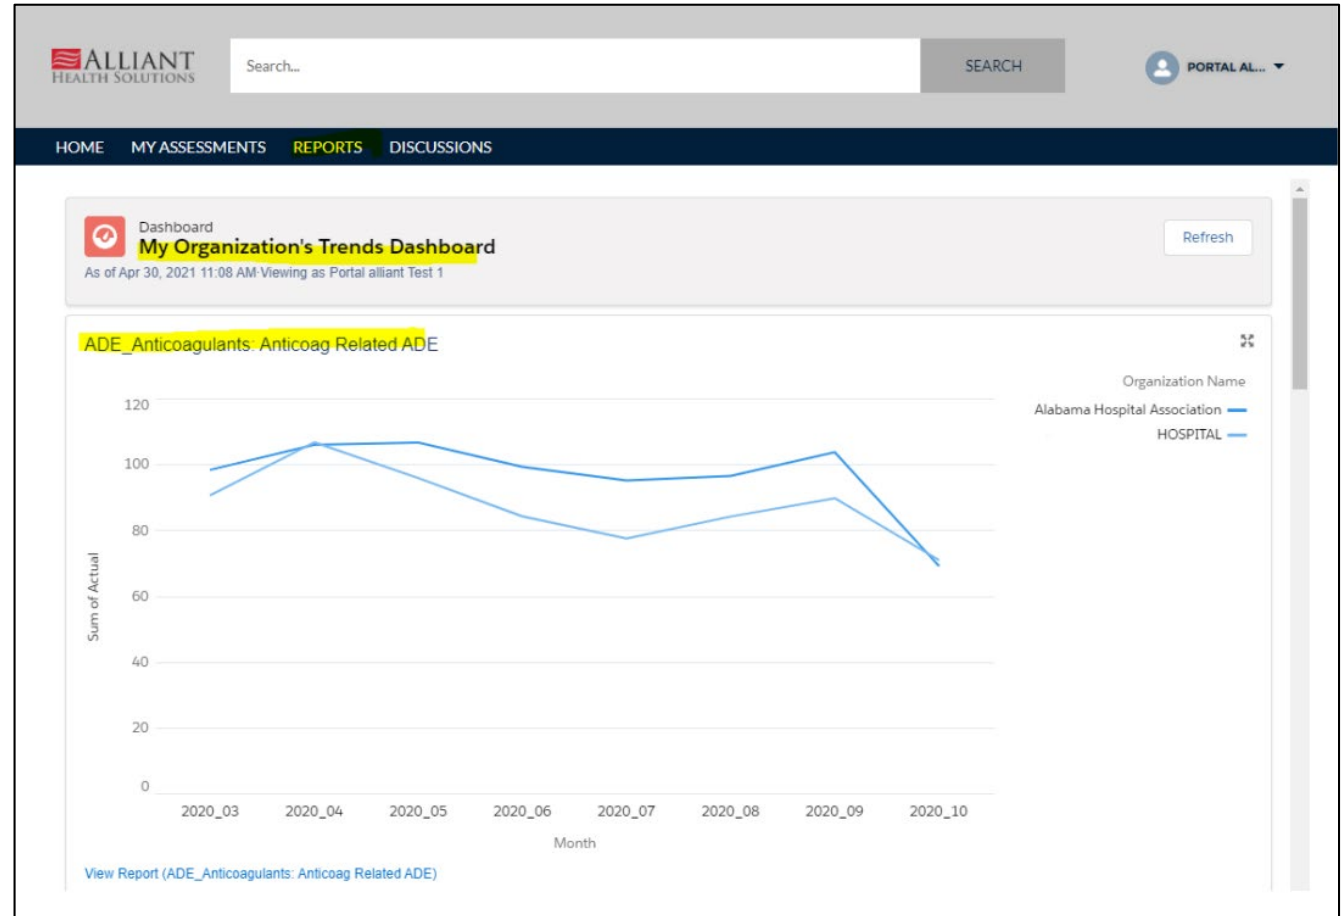 ALLIANT
HEALTH SOLUTIONS
Search...
SEARCH
PORTAL AL...
HOME MY ASSESSMENTS REPORTS DISCUSSIONS
Dashboard
My Organization's Trends Dashboard
As of Apr 30, 2021 11:08 AM·Viewing as Portal alliant Test 1
Refresh
ADE_Anticoagulants: Anticoag Related ADE
Organization Name
Alabama Hospital Association
HOSPITAL
120
100
80
60
40
20
0
Sum of Actual
2020_03 2020_04 2020_05 2020_06 2020_07 2020_08 2020_09 2020_10
Month
View Report (ADE_Anticoagulants: Anticoag Related ADE)